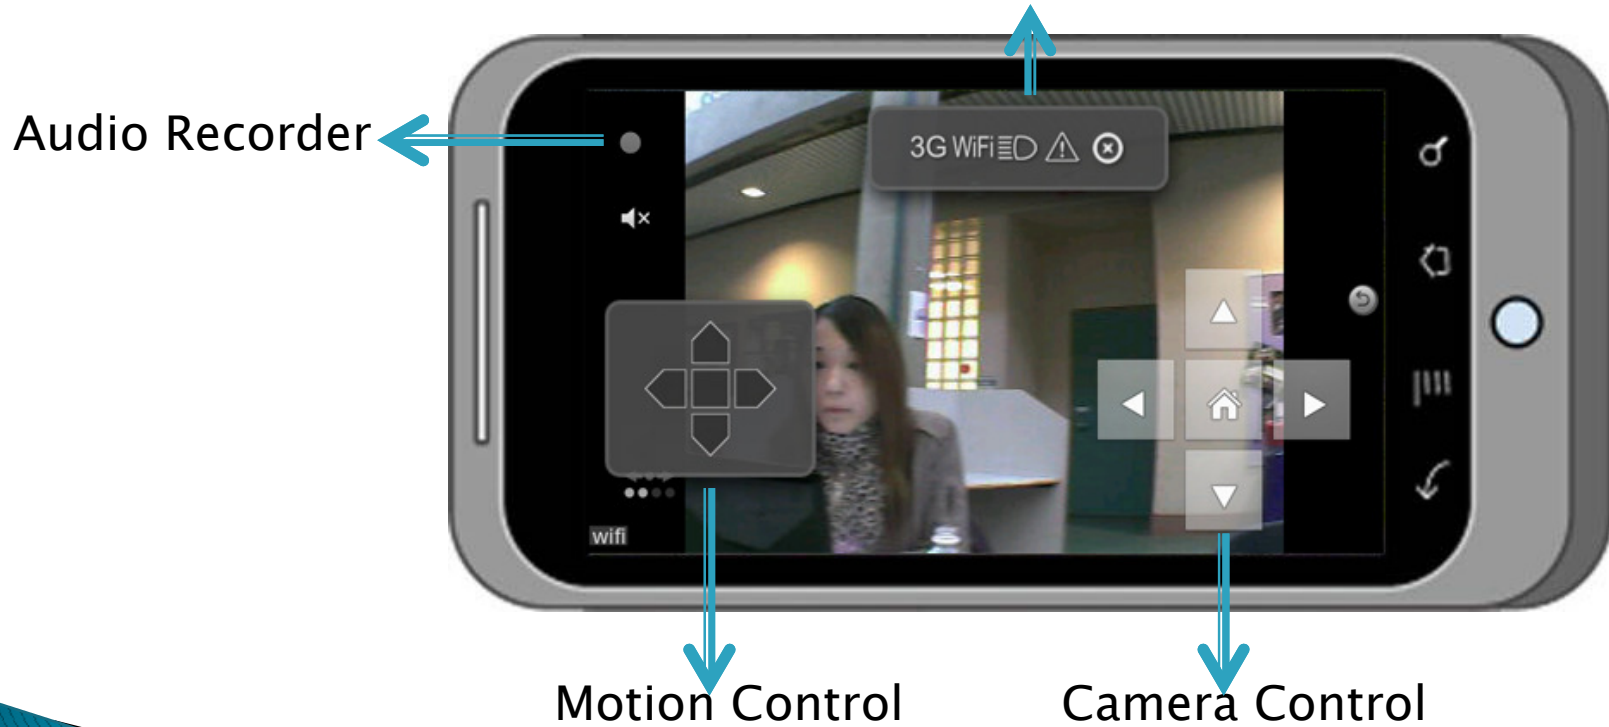 Audio Recorder
3G WiFi
wifi
Motion Control
Camera Control